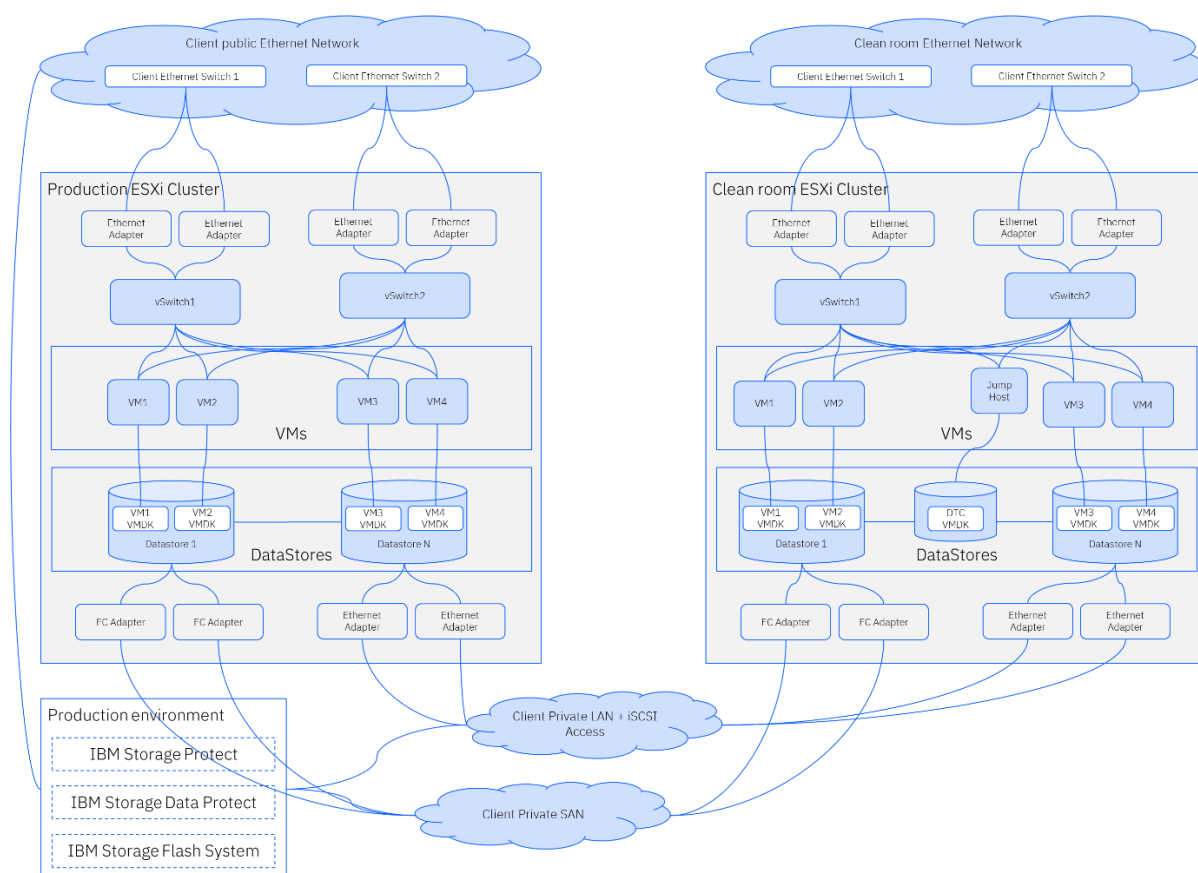 Client public Ethernet Network
Client Ethernet Switch 1
Client Ethernet Switch 2
Production ESXi Cluster
Ethernet
Adapter
Ethernet
Adapter
Ethernet
Adapter
Ethernet
Adapter
vSwitch1
vSwitch2
VM1
VM2
VM3
VM4
VMs
VM1
VMDK
VM2
VMDK
Datastore 1
VM3
VMDK
VM4
VMDK
Datastore N
DataStores
FC Adapter
FC Adapter
Ethernet
Adapter
Ethernet
Adapter
Clean room Ethernet Network
Client Ethernet Switch 1
Client Ethernet Switch 2
Clean room ESXi Cluster
Ethernet
Adapter
Ethernet
Adapter
Ethernet
Adapter
Ethernet
Adapter
vSwitch1
vSwitch2
VM1
VM2
Jump
Host
VM3
VM4
VMs
VM1
VMDK
VM2
VMDK
Datastore 1
DTC
VMDK
VM3
VMDK
VM4
VMDK
Datastore N
DataStores
FC Adapter
FC Adapter
Ethernet
Adapter
Ethernet
Adapter
Production environment
IBM Storage Protect
IBM Storage Data Protect
IBM Storage Flash System
Client Private LAN + iSCSI
Access
Client Private SAN